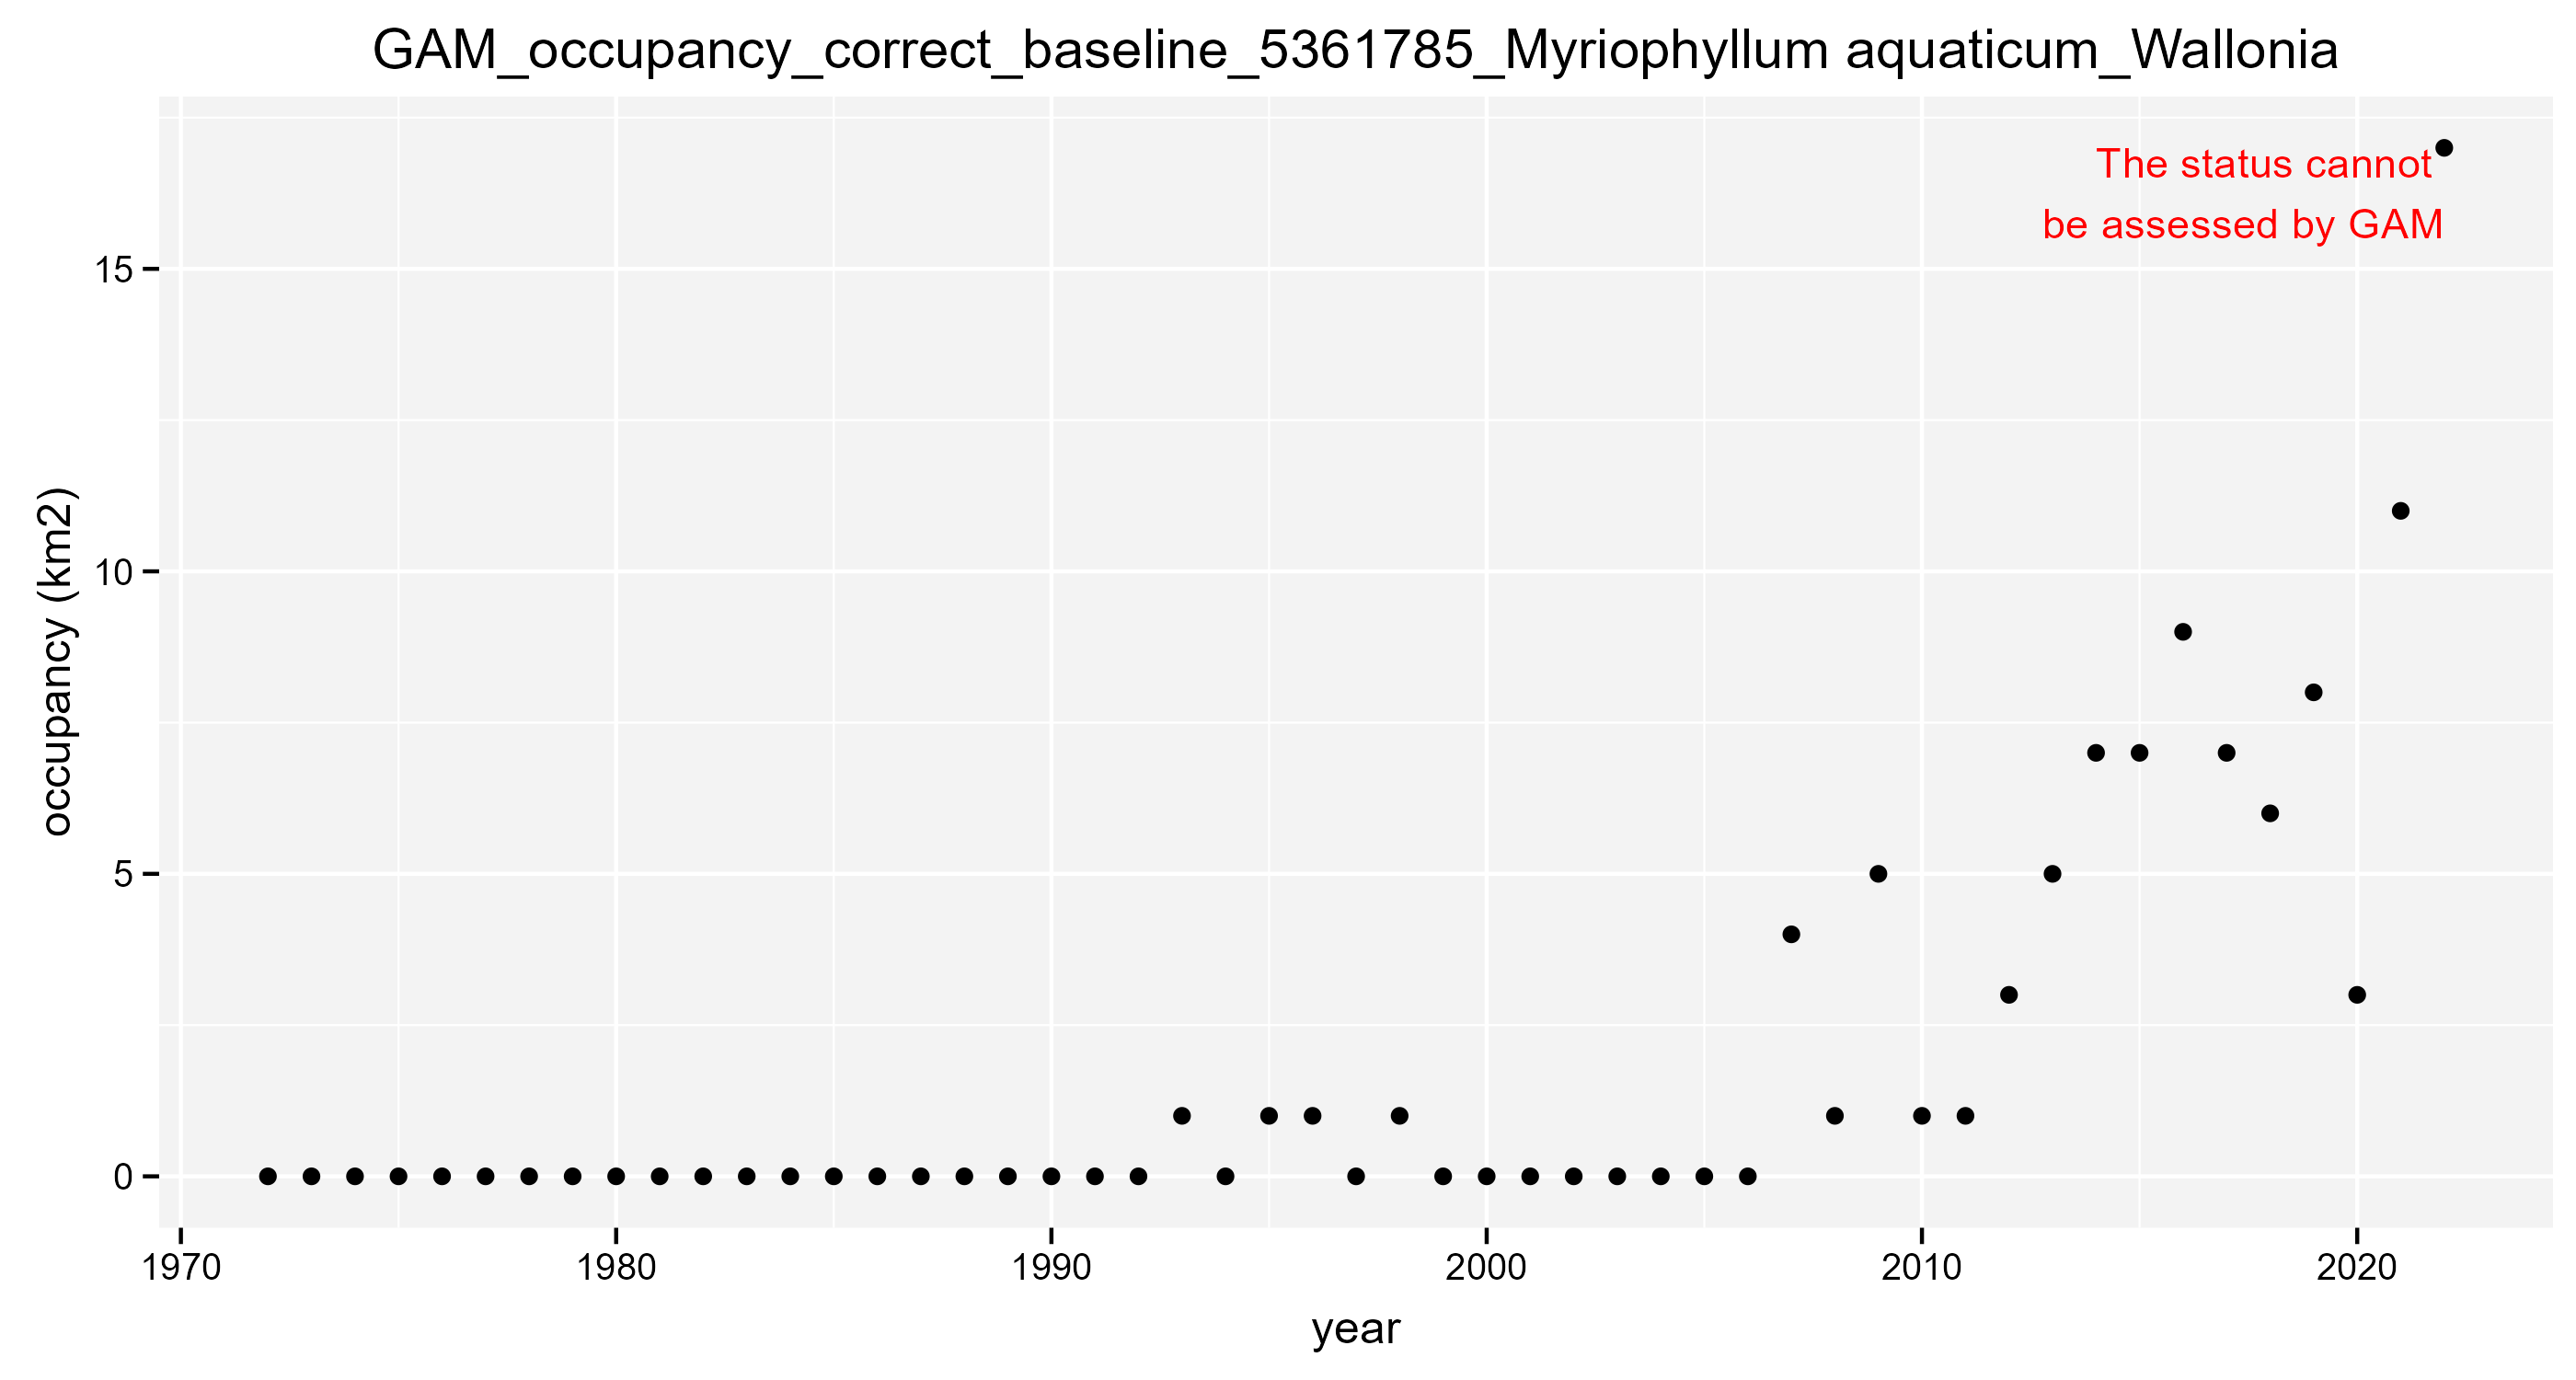 GAM_occupancy_correct_baseline_5361785_Myriophyllum aquaticum_Wallonia
The status cannot
be assessed by GAM
occupancy (km2)
15
10
5
0
1970 1980 1990 2000 2010 2020
year